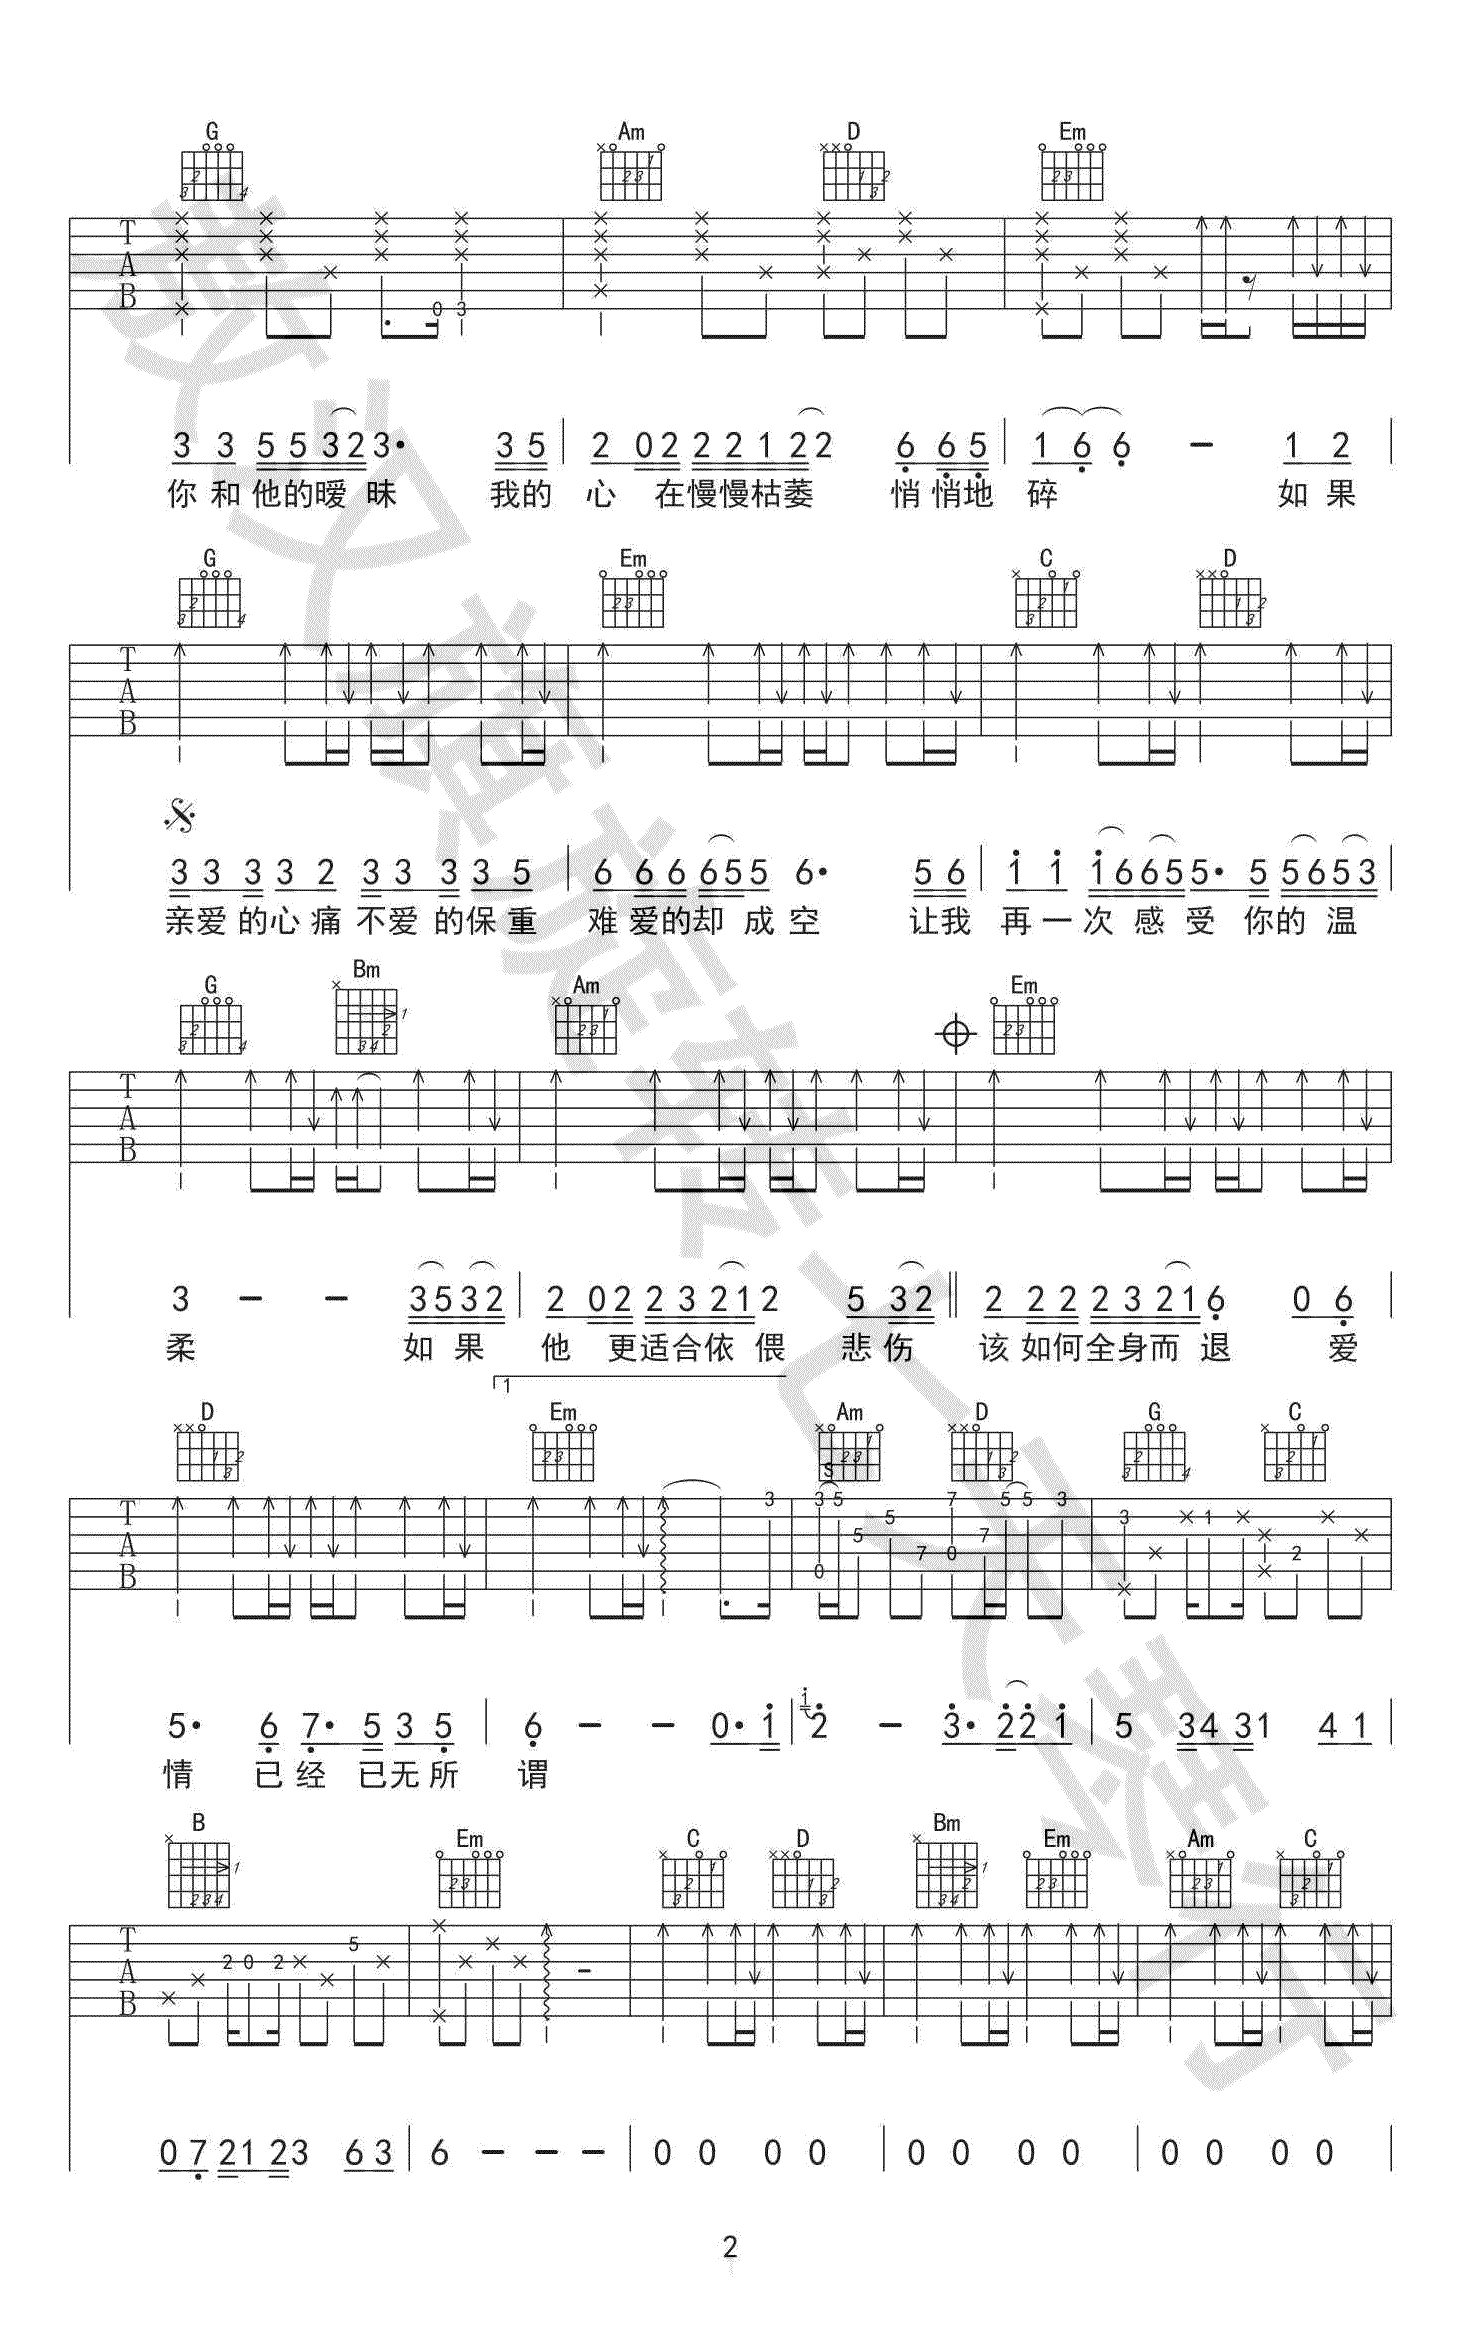 G Am D Em
T
A
B
0 3
3 3 5 5 3 2 3· 3 5 2 0 2 2 2 1 2 2 6 6 6 5 1 6 6 - 1 2
你 和 他的暧 昧 我的 心 在慢慢枯萎 悄 悄地 碎 如 果
G Em C D
T
A
B
3 3 3 3 2 3 3 3 3 5 6 6 6 6 5 5 6· 5 6 1 1 1 6 6 5 5· 5 5 6 5 3
亲爱 的心 痛 不爱 的保 重 难 爱的却 成 空 让我 再 一 次 感 受 你的 温
G Bm Am Em
T
A
B
3 - - 3 5 3 2 2 0 2 2 3 2 1 2 5 3 2 2 2 2 2 3 2 1 6 0 6
柔 如 果 他 更适合依 偎 悲 伤 该 如何全身而 退 爱
1
D Em Am D G C
S
T
A
B
3 3 5 5 5 7 7 5 5 3 3 1
0 7 0 2
5· 6 7· 5 3 5 6 - - 0· 1 1 2 - 3· 2 2 1 5 3 4 3 1 4 1
情 已 经 已无 所 谓
B Em C D Bm Em Am C
T
A
B
2 0 2 5
0 7 2 1 2 3 6 3 6 - - - 0 0 0 0 0 0 0 0 0 0 0 0
2